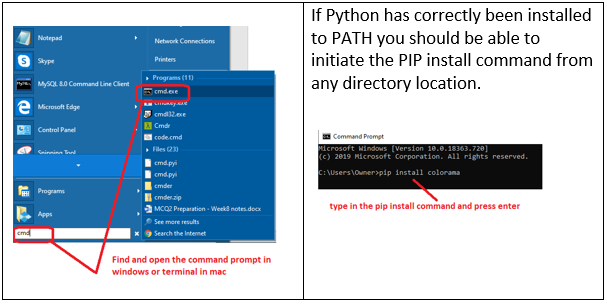 Notepad
Skype
MySQL 8.0 Command Line Client
Microsoft Edge
Control Panel
Snipping Tool
Programs
Apps
cmd
Network Connections
Printers
Programs (11)
cmd.exe
cmdkey.exe
cmdl32.exe
Cmdr
code.cmd
Files (23)
cmd.pyi
cmd.pyi
cmder
cmder.zip
MCQ2 Preparation - Week8 notes.docx
See more results
Search the Internet
Find and open the command prompt in
windows or terminal in mac
If Python has correctly been installed
to PATH you should be able to
initiate the PIP install command from
any directory location.
Command Prompt
Microsoft Windows [Version 10.0.18363.720]
(c) 2019 Microsoft Corporation. All rights reserved.
C:\Users\Owner>pip install colorama
type in the pip install command and press enter